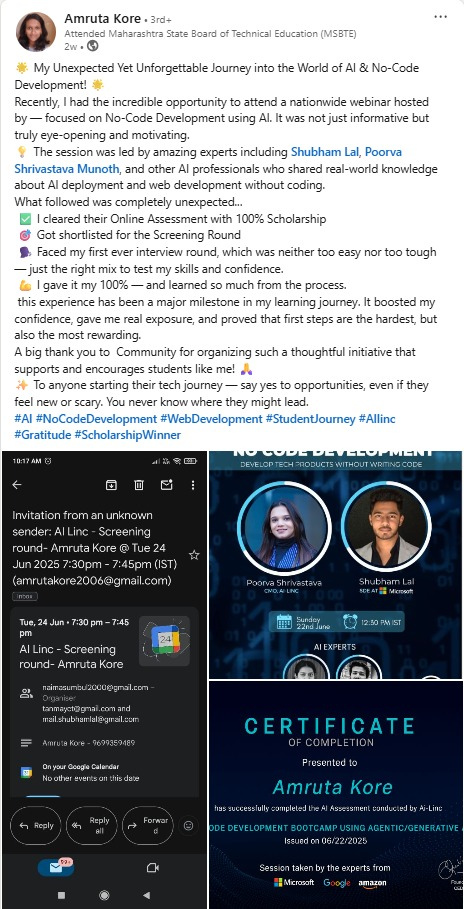 Amruta Kore • 3rd+
Attended Maharashtra State Board of Technical Education (MSBTE)
2w •
🌟 My Unexpected Yet Unforgettable Journey into the World of AI & No-Code
Development! 🌟
Recently, I had the incredible opportunity to attend a nationwide webinar hosted
by — focused on No-Code Development using AI. It was not just informative but
truly eye-opening and motivating.
💡 The session was led by amazing experts including Shubham Lal, Poorva
Shrivastava Munoth, and other AI professionals who shared real-world knowledge
about AI deployment and web development without coding.
What followed was completely unexpected...
✅ I cleared their Online Assessment with 100% Scholarship
🎯 Got shortlisted for the Screening Round
🗣 Faced my first ever interview round, which was neither too easy nor too tough
— just the right mix to test my skills and confidence.
💪 I gave it my 100% — and learned so much from the process.
this experience has been a major milestone in my learning journey. It boosted my
confidence, gave me real exposure, and proved that first steps are the hardest, but
also the most rewarding.
A big thank you to Community for organizing such a thoughtful initiative that
supports and encourages students like me! 🙏
✨ To anyone starting their tech journey — say yes to opportunities, even if they
feel new or scary. You never know where they might lead.
#AI #NoCodeDevelopment #WebDevelopment #StudentJourney #AIlinc
#Gratitude #ScholarshipWinner
10:17 AM
Invitation from an unknown
sender: AI Linc - Screening
round- Amruta Kore @ Tue 24
Jun 2025 7:30pm - 7:45pm (IST)
(amrutakore2006@gmail.com)
Inbox
Tue, 24 Jun • 7:30 pm – 7:45
pm
24
AI Linc - Screening
round- Amruta Kore
naimasumbul2000@gmail.com –
Organiser
tanmayct@gmail.com and
mail.shubhamlal@gmail.com
Amruta Kore - 9699359489
On your Google Calendar
No other events on this date
Reply
Reply
all
Forwar
d
99+
NO CODE DEVELOPMENT
DEVELOP TECH PRODUCTS WITHOUT WRITING CODE
Poorva Shrivastava
CMO, AI LINC
Shubham Lal
SDE AT Microsoft
Sunday
22nd June
12:30 PM IST
AI EXPERTS
CERTIFICATE
OF COMPLETION
Presented to
Amruta Kore
has successfully completed the AI Assessment conducted by Ai-Linc
ODE DEVELOPMENT BOOTCAMP USING AGENTIC/GENERATIVE A
Issued on 06/22/2025
Session taken by the experts from
Microsoft Google amazon